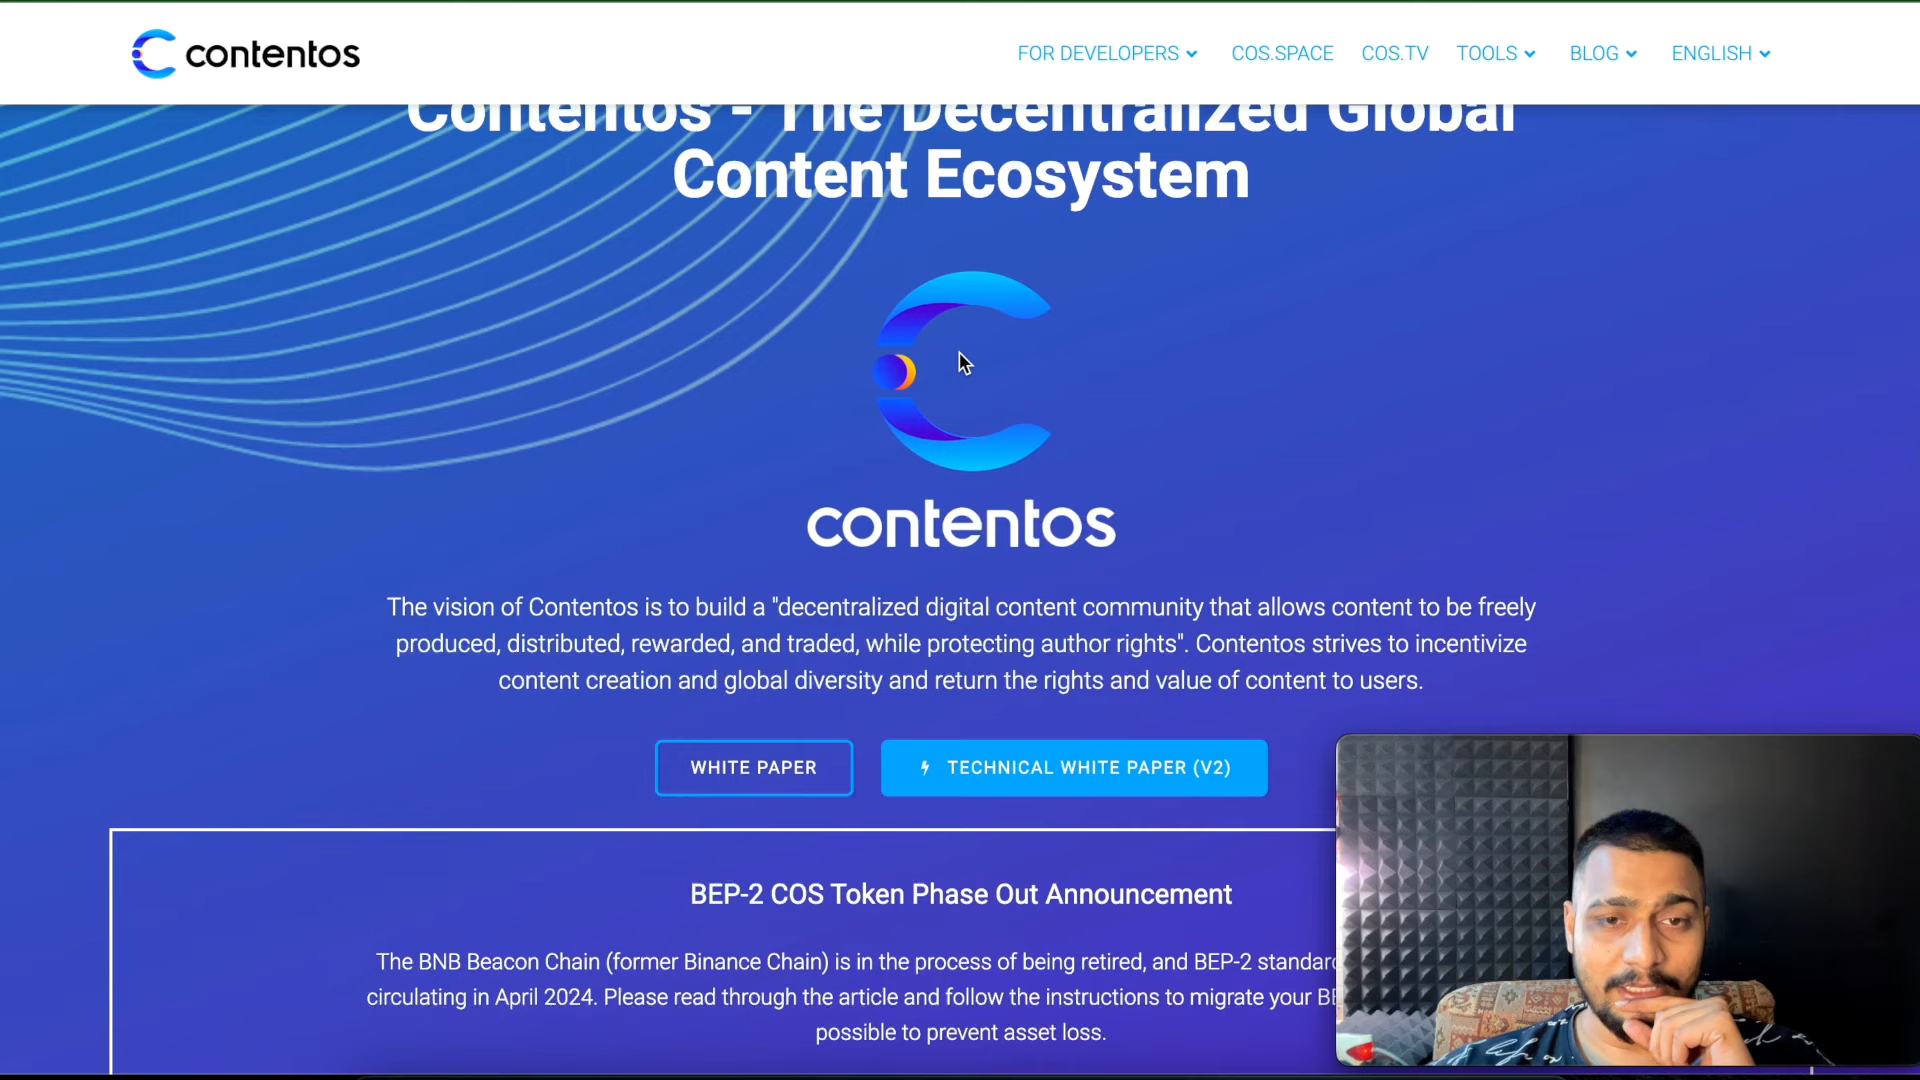 contentos
FOR DEVELOPERS
COS.SPACE
COS.TV
TOOLS
BLOG
ENGLISH
Contentos - The Decentralized Global
Content Ecosystem
contentos
The vision of Contentos is to build a "decentralized digital content community that allows content to be freely
produced, distributed, rewarded, and traded, while protecting author rights". Contentos strives to incentivize
content creation and global diversity and return the rights and value of content to users.
WHITE PAPER
TECHNICAL WHITE PAPER (V2)
BEP-2 COS Token Phase Out Announcement
The BNB Beacon Chain (former Binance Chain) is in the process of being retired, and BEP-2
circulating in April 2024. Please read through the article and follow the instructions to migrate your
possible to prevent asset loss.